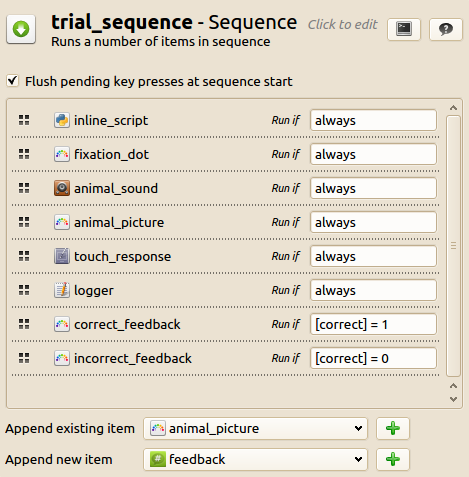 trial_sequence - Sequence Click to edit
Runs a number of items in sequence
Flush pending key presses at sequence start
inline_script Run if always
fixation_dot Run if always
animal_sound Run if always
animal_picture Run if always
touch_response Run if always
logger Run if always
correct_feedback Run if [correct] = 1
incorrect_feedback Run if [correct] = 0
Append existing item animal_picture
Append new item feedback